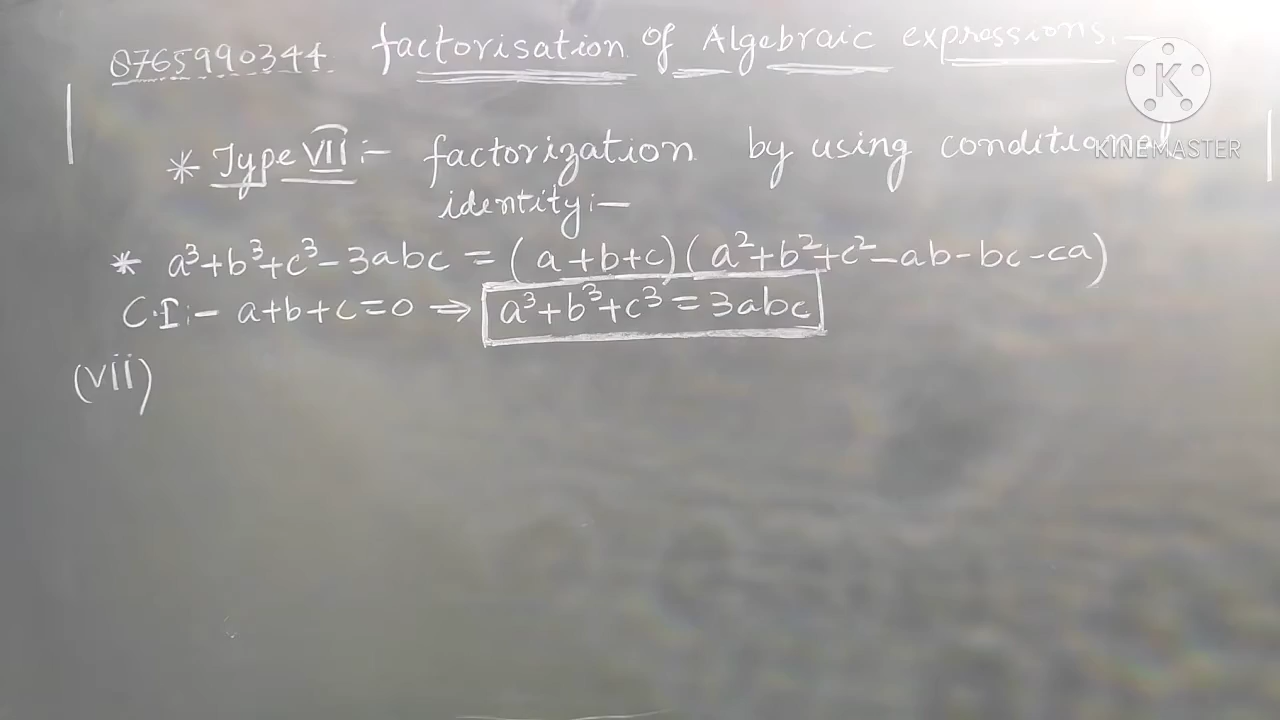 8765990344 factorisation of Algebraic expressions:-
* Type VII:- factorization by using conditional
identity:-
* a³+b³+c³-3abc = (a+b+c)(a²+b²+c²-ab-bc-ca)
C.I:- a+b+c=0 ⇒ a³+b³+c³=3abc
(vii)
K
KINEMASTER